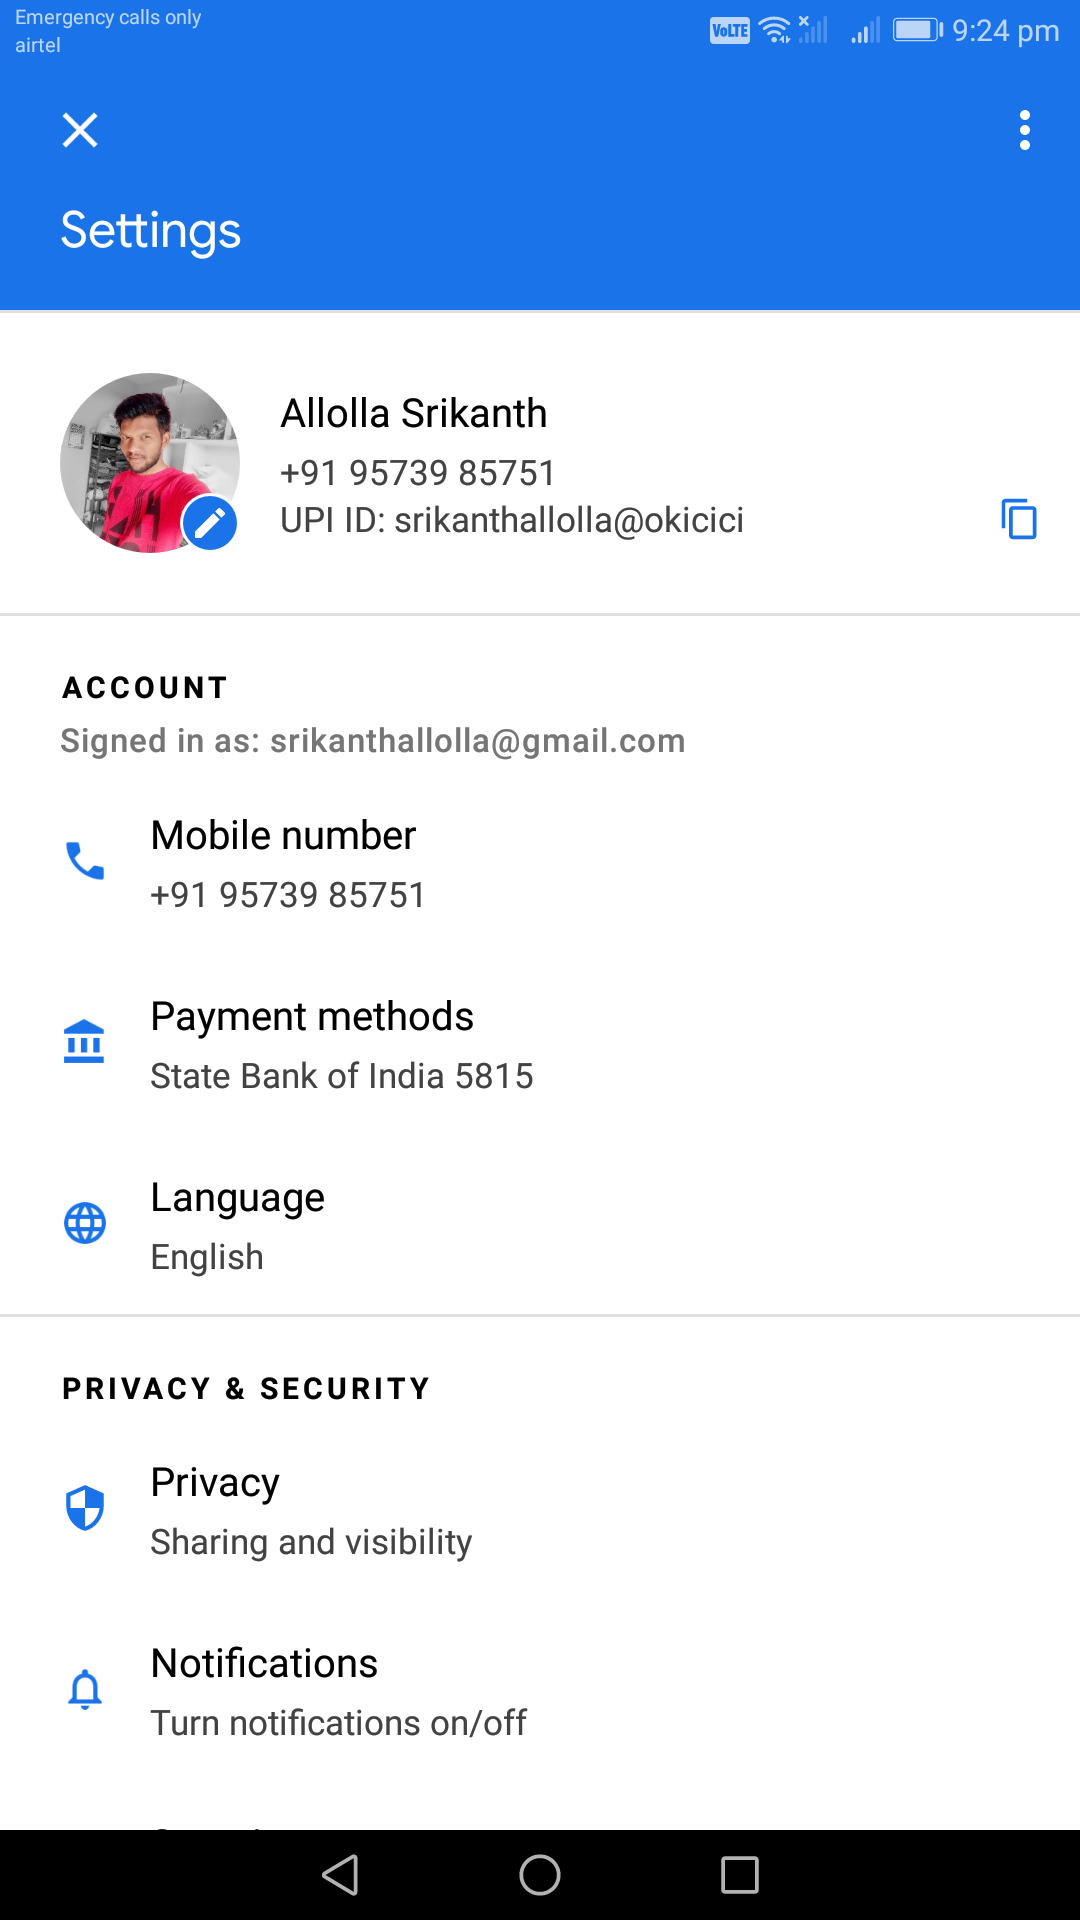 Emergency calls only
airtel
VoLTE
9:24 pm
Settings
Allolla Srikanth
+91 95739 85751
UPI ID: srikanthallolla@okicici
ACCOUNT
Signed in as: srikanthallolla@gmail.com
Mobile number
+91 95739 85751
Payment methods
State Bank of India 5815
Language
English
PRIVACY & SECURITY
Privacy
Sharing and visibility
Notifications
Turn notifications on/off